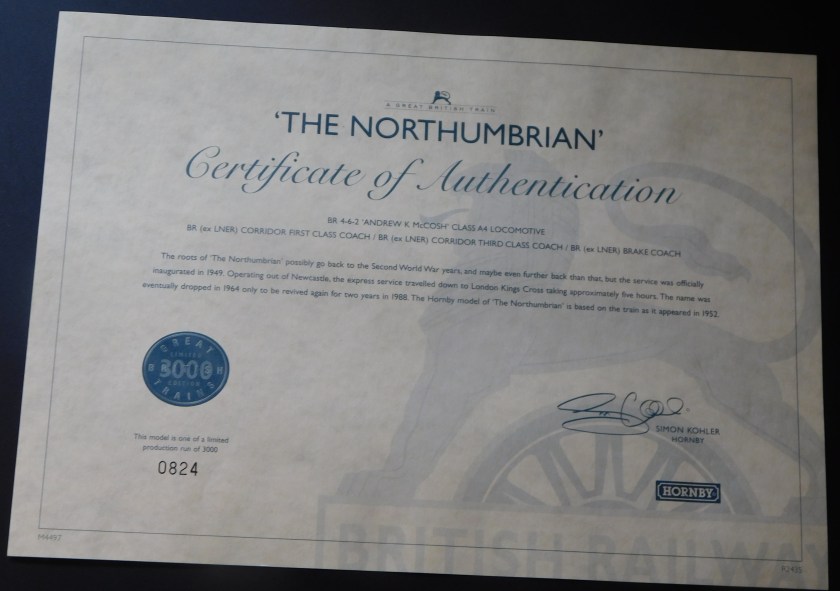 A GREAT BRITISH TRAIN
'THE NORTHUMBRIAN'
Certificate of Authentication
BR 4-6-2 'ANDREW K McCOSH' CLASS A4 LOCOMOTIVE
BR (ex LNER) CORRIDOR FIRST CLASS COACH / BR (ex LNER) CORRIDOR THIRD CLASS COACH / BR (ex LNER) BRAKE COACH
The roots of 'The Northumbrian' possibly go back to the Second World War years, and maybe even further back than that, but the service was officially
inaugurated in 1949. Operating out of Newcastle, the express service travelled down to London Kings Cross taking approximately five hours. The name was
eventually dropped in 1964 only to be revived again for two years in 1988. The Hornby model of 'The Northumbrian' is based on the train as it appeared in 1952.
GREAT
LIMITED
B 3000 H
EDITION
TRAINS
This model is one of a limited
production run of 3000
0824
SIMON KOHLER
HORNBY
HORNBY
BRITISH RAILWAY
R2435